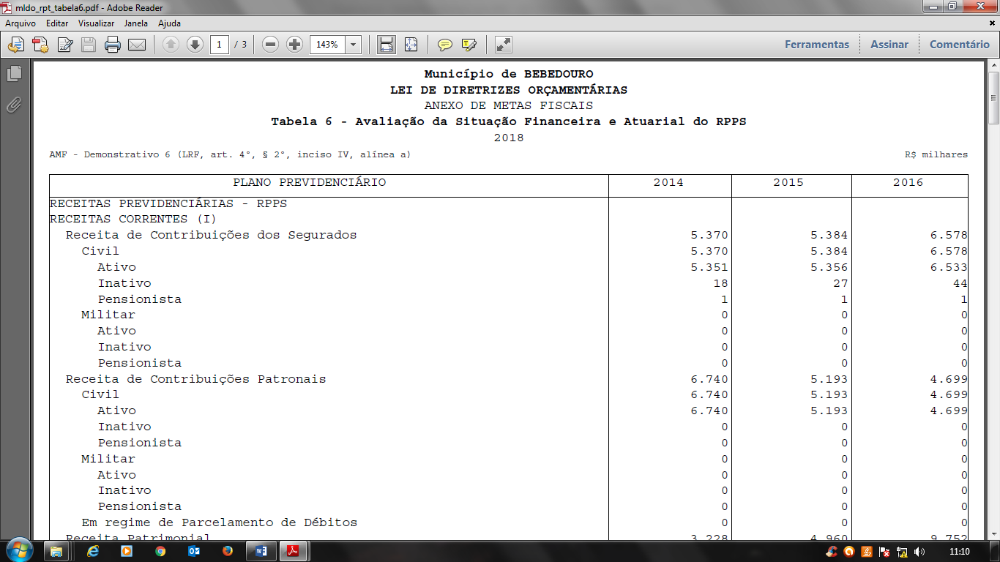 mldo_rpt_tabela6.pdf - Adobe Reader
Arquivo Editar Visualizar Janela Ajuda
1 / 3 143% Ferramentas Assinar Comentário
Município de BEBEDOURO
LEI DE DIRETRIZES ORÇAMENTÁRIAS
ANEXO DE METAS FISCAIS
Tabela 6 - Avaliação da Situação Financeira e Atuarial do RPPS
2018
AMF - Demonstrativo 6 (LRF, art. 4°, § 2°, inciso IV, alínea a) R$ milhares
PLANO PREVIDENCIÁRIO 2014 2015 2016
RECEITAS PREVIDENCIÁRIAS - RPPS
RECEITAS CORRENTES (I)
Receita de Contribuições dos Segurados 5.370 5.384 6.578
Civil 5.370 5.384 6.578
Ativo 5.351 5.356 6.533
Inativo 18 27 44
Pensionista 1 1 1
Militar 0 0 0
Ativo 0 0 0
Inativo 0 0 0
Pensionista 0 0 0
Receita de Contribuições Patronais 6.740 5.193 4.699
Civil 6.740 5.193 4.699
Ativo 6.740 5.193 4.699
Inativo 0 0 0
Pensionista 0 0 0
Militar 0 0 0
Ativo 0 0 0
Inativo 0 0 0
Pensionista 0 0 0
Em regime de Parcelamento de Débitos 0 0 0
Receita Patrimonial 3.228 4.960 9.752
11:10